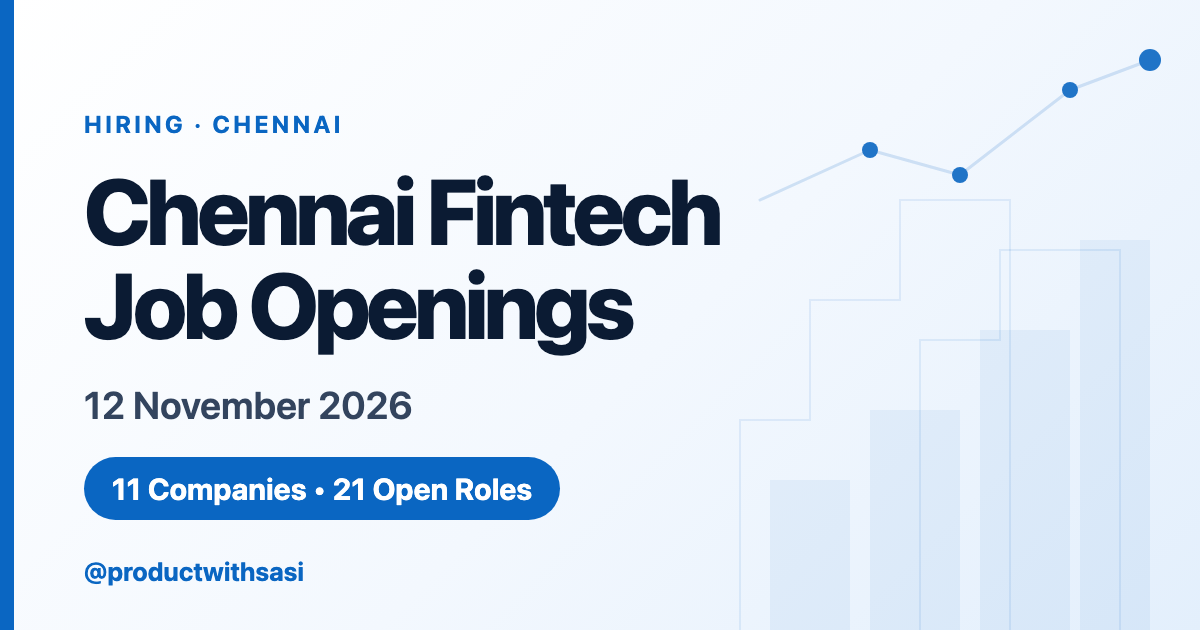 HIRING · CHENNAI
Chennai Fintech
Job Openings
12 November 2026
11 Companies • 21 Open Roles
@productwithsasi